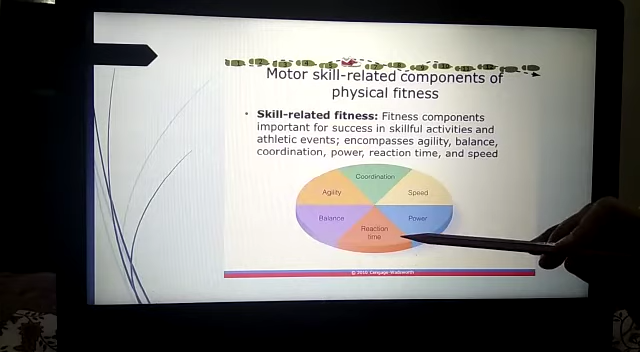 Motor skill-related components of
physical fitness
• Skill-related fitness: Fitness components
important for success in skillful activities and
athletic events; encompasses agility, balance,
coordination, power, reaction time, and speed
Coordination
Agility
Speed
Balance
Power
Reaction
time
© 2010 Cengage-Wadsworth